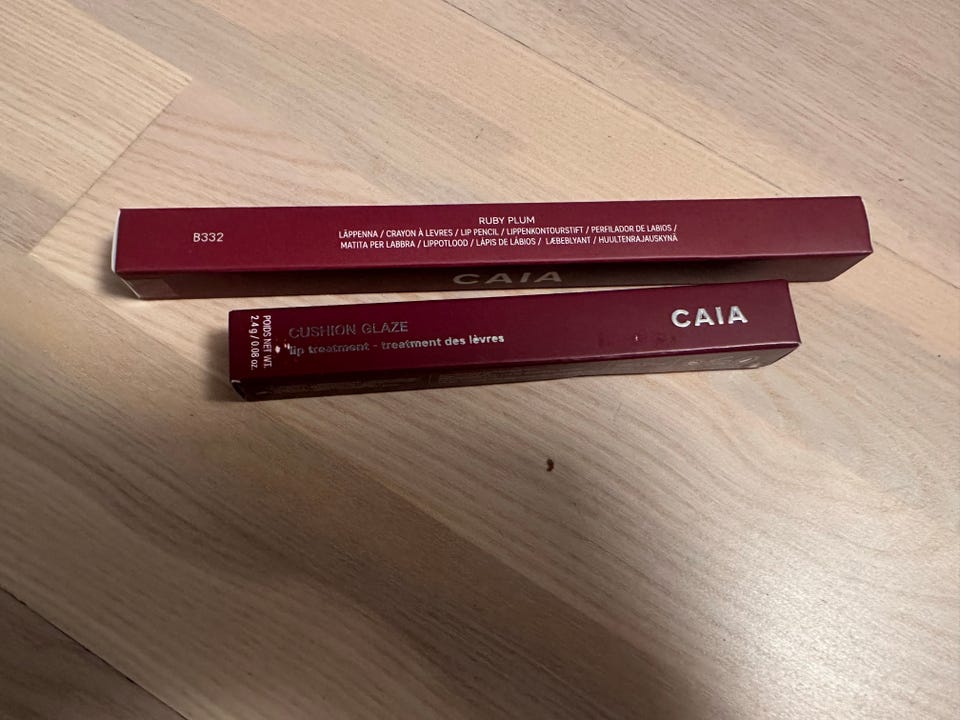 B332
RUBY PLUM
LÄPPENNA / CRAYON À LEVRES / LIP PENCIL / LIPPENKONTOURSTIFT / PERFILADOR DE LABIOS /
MATITA PER LABBRA / LIPPOTLOOD / LÁPIS DE LÁBIOS / LÆBEBLYANT / HUULTENRAJAUSKYNÄ
CAIA
POIDS NET WT.
2.4 g / 0.08 oz.
CUSHION GLAZE
lip treatment - treatment des lèvres
CAIA